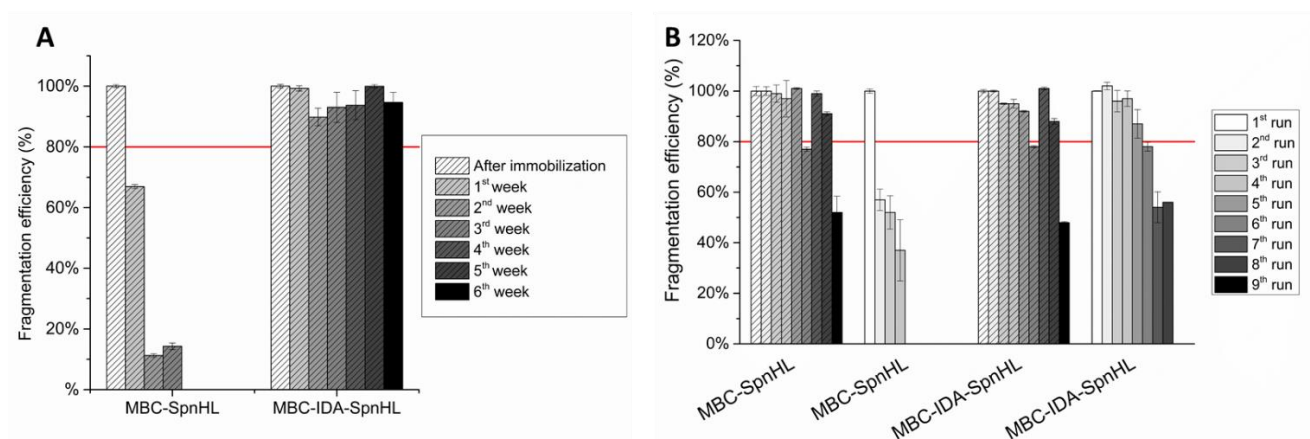 A
Fragmentation efficiency (%)
100%
80%
60%
40%
20%
%
MBC-SpnHL
MBC-IDA-SpnHL
After immobilization
1st week
2nd week
3rd week
4th week
5th week
6th week
B
Fragmentation efficiency (%)
120%
100%
80%
60%
40%
20%
0%
MBC-SpnHL
MBC-SpnHL
MBC-IDA-SpnHL
MBC-IDA-SpnHL
1st run
2nd run
3rd run
4th run
5th run
6th run
7th run
8th run
9th run